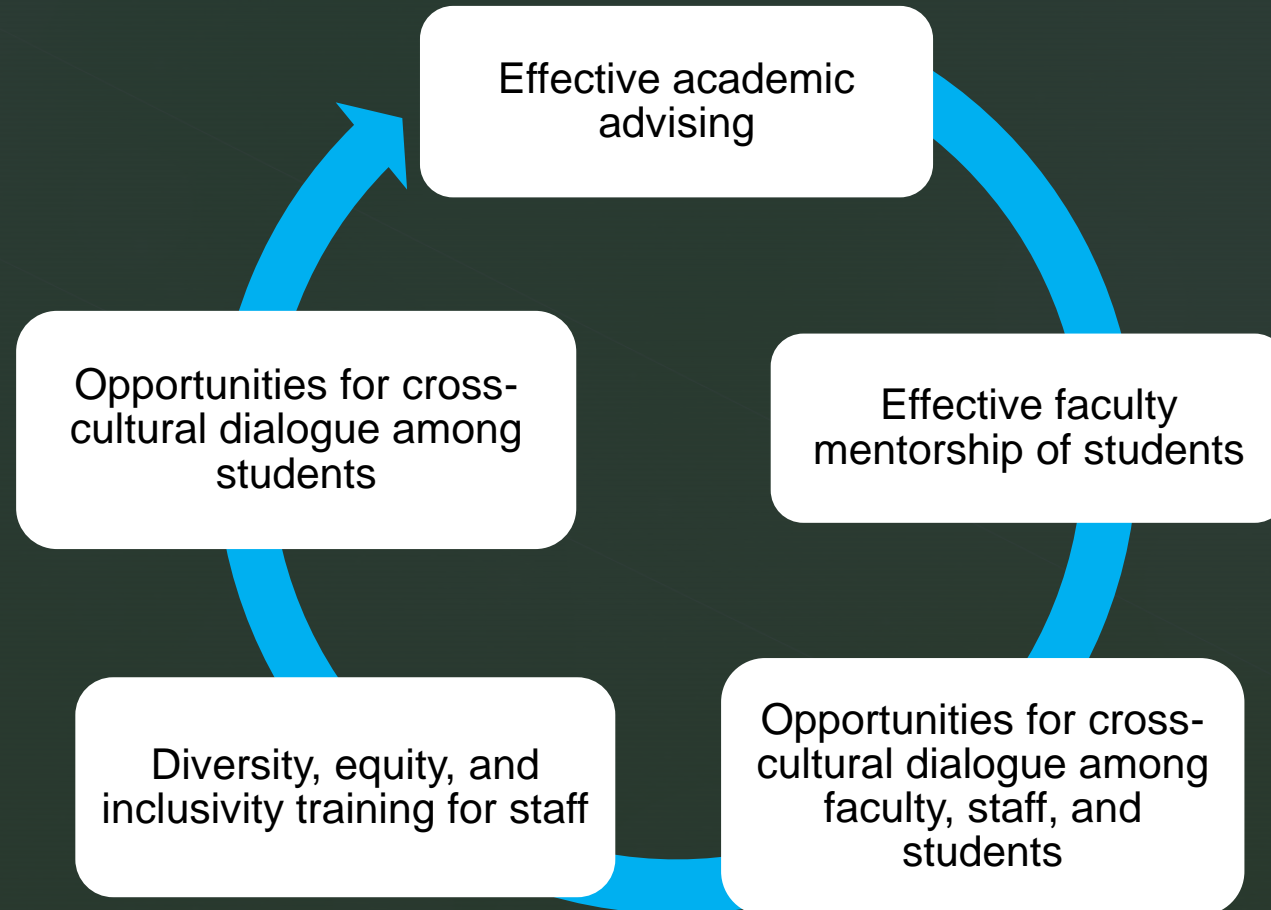 Effective academic
advising
Effective faculty
mentorship of students
Opportunities for cross-
cultural dialogue among
faculty, staff, and
students
Diversity, equity, and
inclusivity training for staff
Opportunities for cross-
cultural dialogue among
students